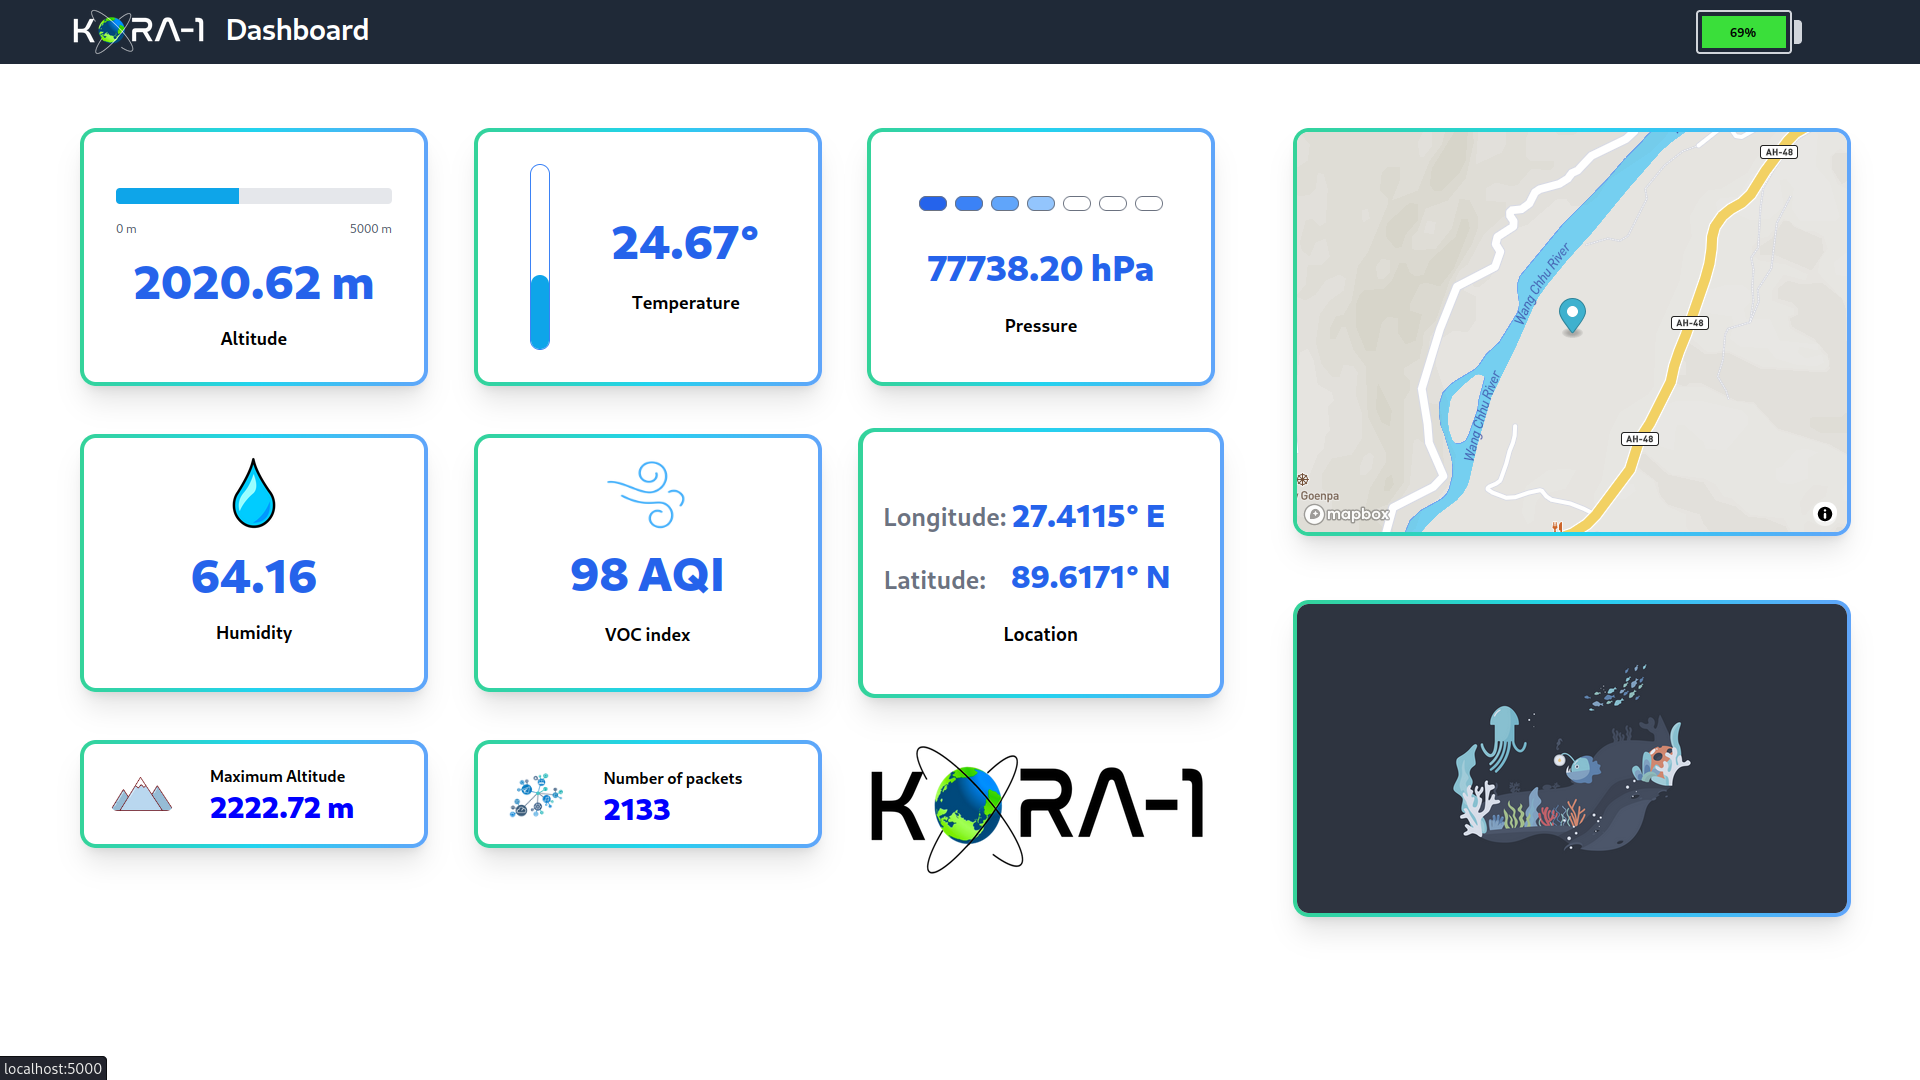 KORA-1 Dashboard
69%
0 m 5000 m
2020.62 m
Altitude
24.67°
Temperature
77738.20 hPa
Pressure
64.16
Humidity
98 AQI
VOC index
Longitude: 27.4115° E
Latitude: 89.6171° N
Location
Maximum Altitude
2222.72 m
Number of packets
2133
KORA-1
AH-48
Wang Chhu River
AH-48
Wang Chhu River
AH-48
Goenpa
mapbox
localhost:5000